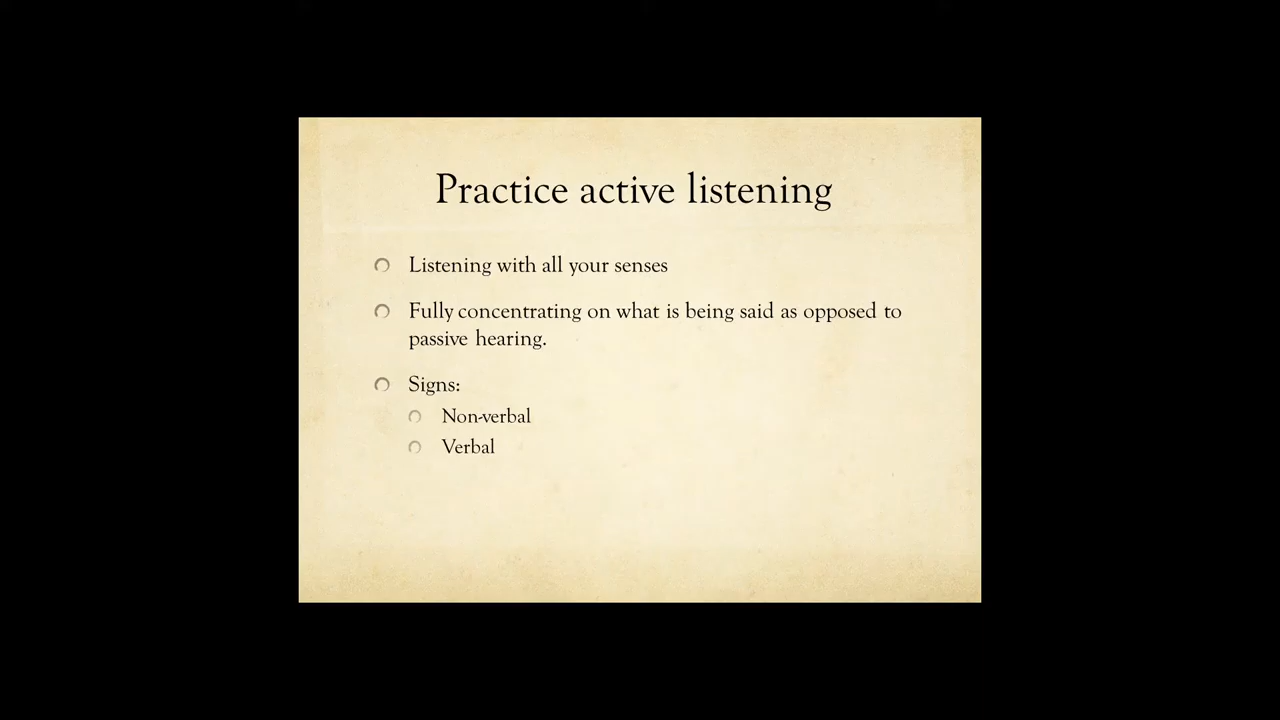 Practice active listening
Listening with all your senses
Fully concentrating on what is being said as opposed to
passive hearing.
Signs:
Non-verbal
Verbal